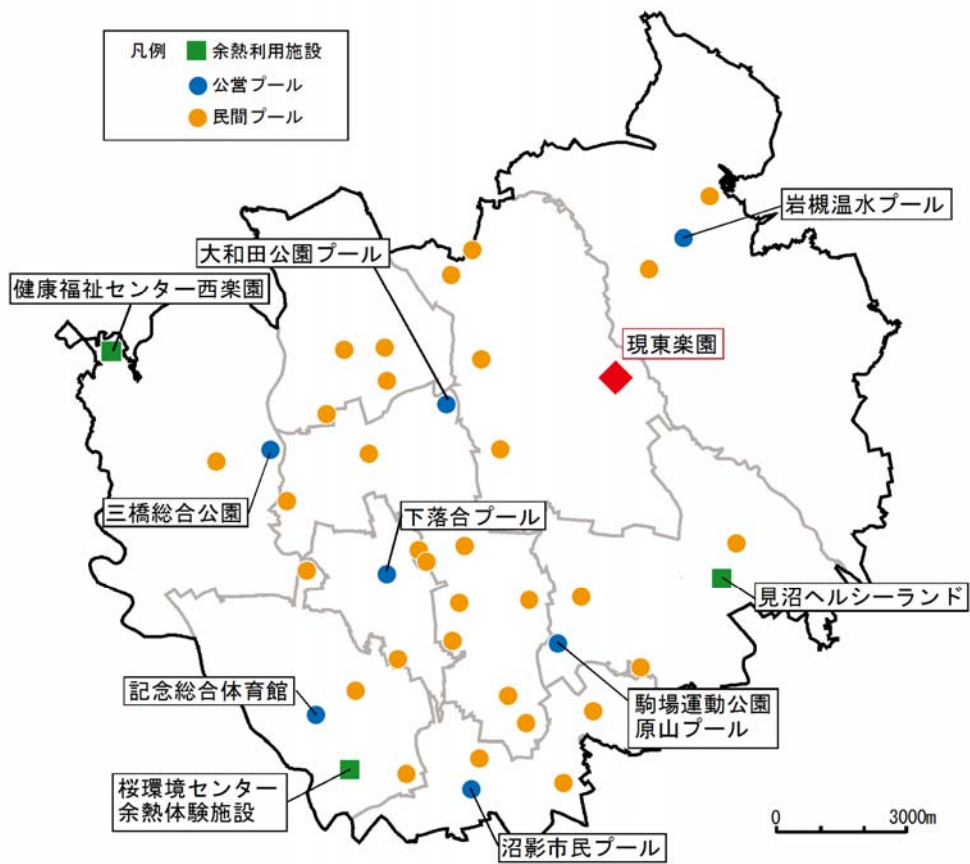 凡例 余熱利用施設
公営プール
民間プール
岩槻温水プール
大和田公園プール
健康福祉センター西楽園
現東楽園
三橋総合公園
下落合プール
見沼ヘルシーランド
記念総合体育館
駒場運動公園
原山プール
桜環境センター
余熱体験施設
沼影市民プール
0 3000m